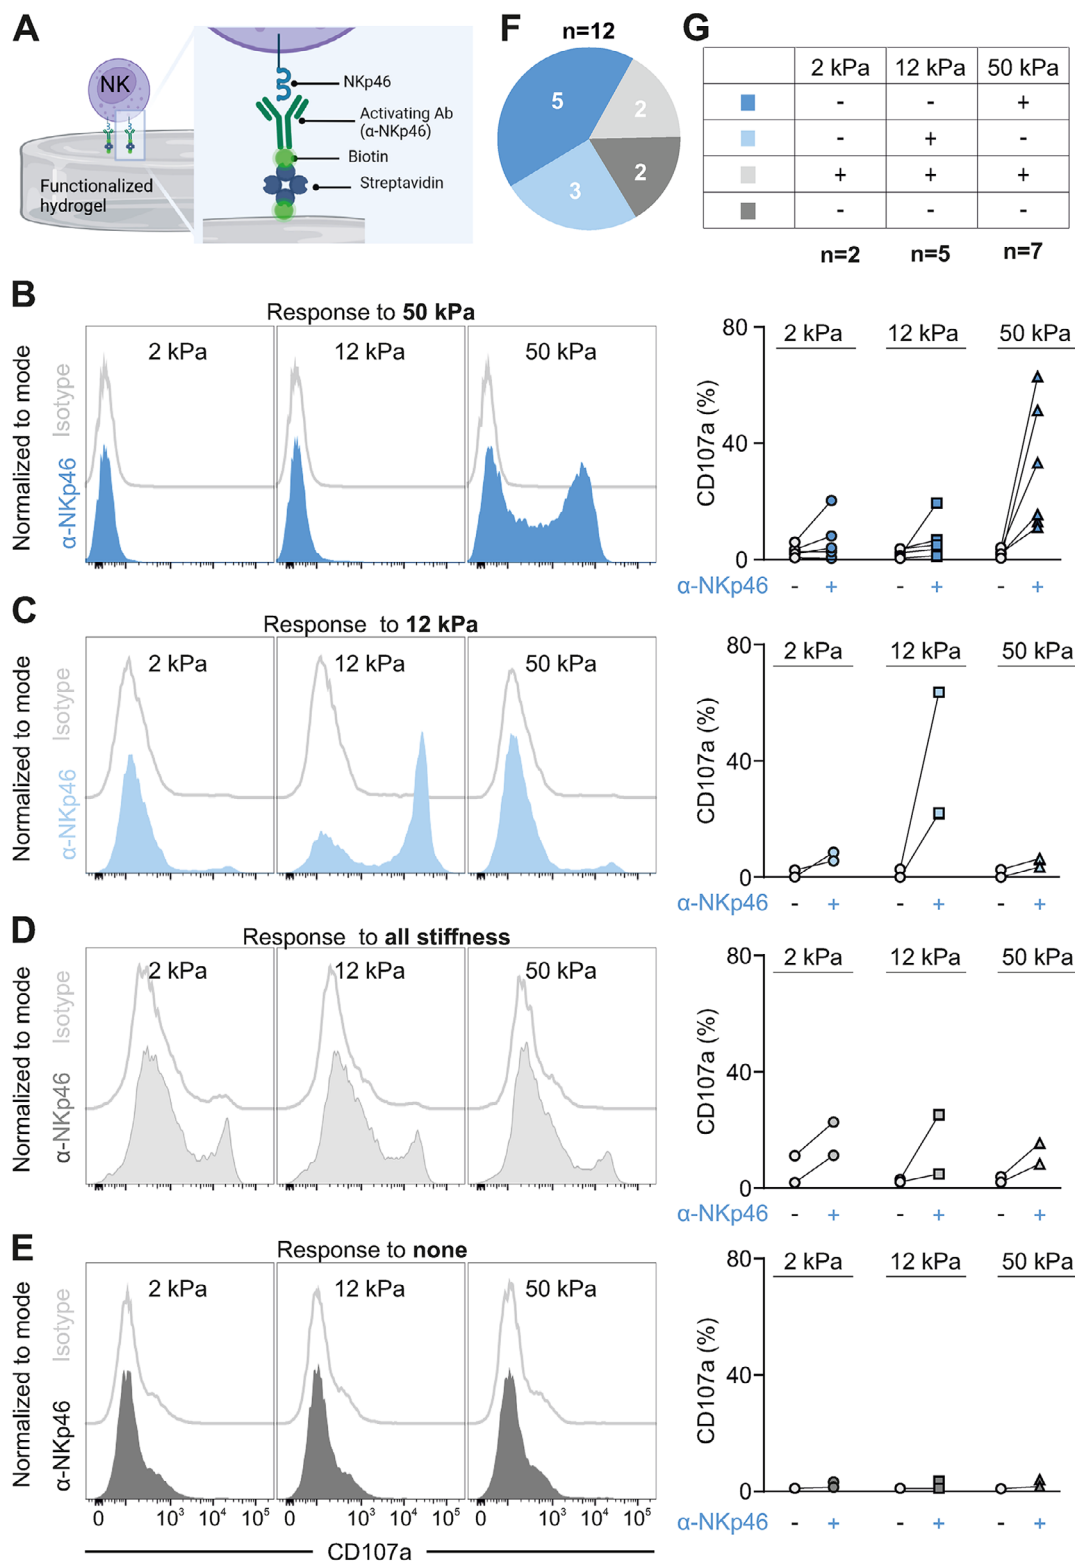 A
NK
Functionalized
hydrogel
NKp46
Activating Ab
(α-NKp46)
Biotin
Streptavidin
F
n=12
5
2
2
3
G
2 kPa 12 kPa 50 kPa
- - +
- + -
+ + +
- - -
n=2 n=5 n=7
B
Response to 50 kPa
Normalized to mode
α-NKp46 Isotype
2 kPa 12 kPa 50 kPa
CD107a (%)
80
40
0
2 kPa 12 kPa 50 kPa
α-NKp46 - + - + - +
C
Response to 12 kPa
Normalized to mode
α-NKp46 Isotype
2 kPa 12 kPa 50 kPa
CD107a (%)
80
40
0
2 kPa 12 kPa 50 kPa
α-NKp46 - + - + - +
D
Response to all stiffness
Normalized to mode
α-NKp46 Isotype
2 kPa 12 kPa 50 kPa
CD107a (%)
80
40
0
2 kPa 12 kPa 50 kPa
α-NKp46 - + - + - +
E
Response to none
Normalized to mode
α-NKp46 Isotype
2 kPa 12 kPa 50 kPa
0 10³ 10⁴ 10⁵ 0 10³ 10⁴ 10⁵ 0 10³ 10⁴ 10⁵
CD107a
CD107a (%)
80
40
0
2 kPa 12 kPa 50 kPa
α-NKp46 - + - + - +